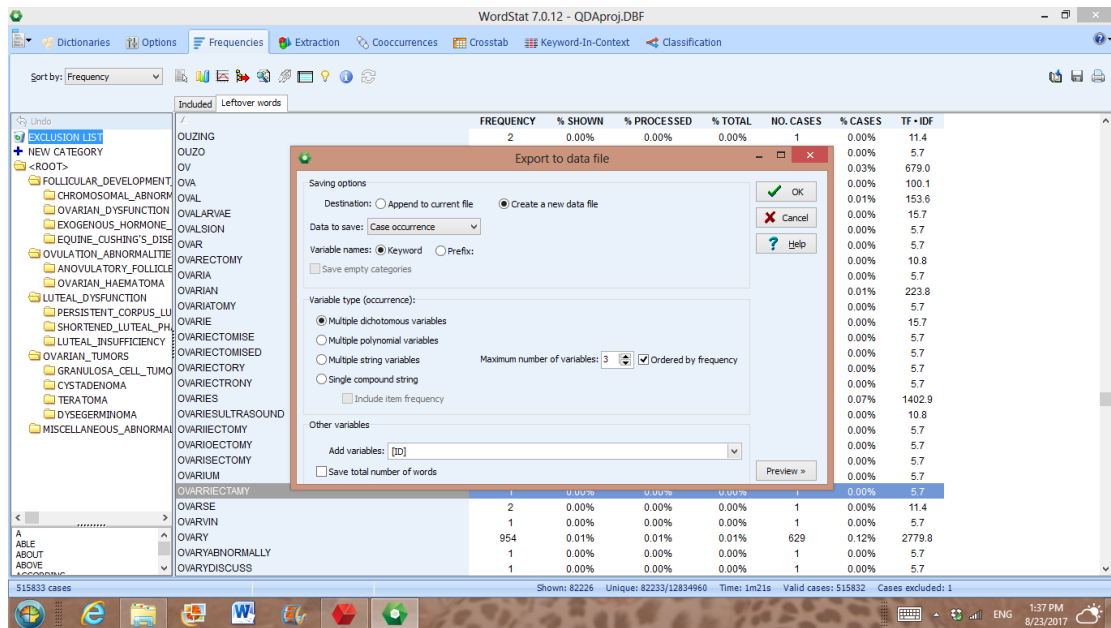 WordStat 7.0.12 - QDAproj.DBF
Dictionaries Options Frequencies Extraction Cooccurrences Crosstab Keyword-In-Context Classification
Sort by: Frequency
Included Leftover words
Undo
FREQUENCY % SHOWN % PROCESSED % TOTAL NO. CASES % CASES TF • IDF
EXCLUSION LIST
NEW CATEGORY
<ROOT>
FOLLICULAR_DEVELOPMENT
CHROMOSOMAL_ABNORM
OVARIAN_DYSFUNCTION
EXOGENOUS_HORMONE_
EQUINE_CUSHING'S_DISE
OVULATION_ABNORMALITIE
ANOVULATORY_FOLLICLE
OVARIAN_HAEMATOMA
LUTEAL_DYSFUNCTION
PERSISTENT_CORPUS_LU
SHORTENED_LUTEAL_PH
LUTEAL_INSUFFICIENCY
OVARIAN_TUMORS
GRANULOSA_CELL_TUMO
CYSTADENOMA
TERATOMA
DYSEGERMINOMA
MISCELLANEOUS_ABNORMAL
A
ABLE
ABOUT
ABOVE
ACCORDING
OUZING 2 0.00% 0.00% 0.00% 1 0.00% 11.4
OUZO 0.00% 5.7
OV 0.03% 679.0
OVA 0.00% 100.1
OVAL 0.01% 153.6
OVALARVAE 0.00% 15.7
OVALSION 0.00% 5.7
OVAR 0.00% 5.7
OVARECTOMY 0.00% 10.8
OVARIA 0.00% 5.7
OVARIAN 0.01% 223.8
OVARIATOMY 0.00% 5.7
OVARIE 0.00% 15.7
OVARIECTOMISE 0.00% 5.7
OVARIECTOMISED 0.00% 5.7
OVARIECTORY 0.00% 5.7
OVARIECTRONY 0.00% 5.7
OVARIES 0.07% 1402.9
OVARIESULTRASOUND 0.00% 10.8
OVARIIECTOMY 0.00% 5.7
OVARIOECTOMY 0.00% 5.7
OVARISECTOMY 0.00% 5.7
OVARIUM 0.00% 5.7
OVARRIECTAMY 1 0.00% 0.00% 0.00% 1 0.00% 5.7
OVARSE 2 0.00% 0.00% 0.00% 1 0.00% 11.4
OVARVIN 1 0.00% 0.00% 0.00% 1 0.00% 5.7
OVARY 954 0.01% 0.01% 0.01% 629 0.12% 2779.8
OVARYABNORMALLY 1 0.00% 0.00% 0.00% 1 0.00% 5.7
OVARYDISCUSS 1 0.00% 0.00% 0.00% 1 0.00% 5.7
Export to data file
Saving options
Destination: Append to current file Create a new data file
Data to save: Case occurrence
Variable names: Keyword Prefix:
Save empty categories
Variable type (occurrence):
Multiple dichotomous variables
Multiple polynomial variables
Multiple string variables Maximum number of variables: 3 Ordered by frequency
Single compound string
Include item frequency
Other variables
Add variables: [ID]
Save total number of words
OK
Cancel
Help
Preview »
515833 cases Shown: 82226 Unique: 82233/12834960 Time: 1m21s Valid cases: 515832 Cases excluded: 1
ENG 1:37 PM
8/23/2017